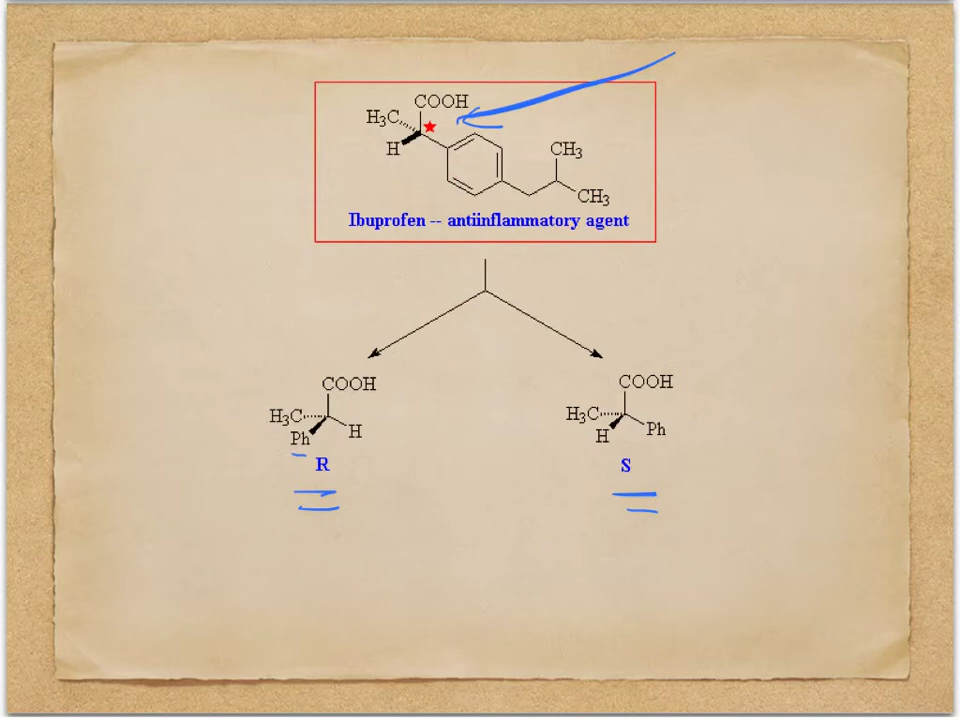 COOH
H3C
H
CH3
CH3
Ibuprofen -- antiinflammatory agent
COOH
H3C
Ph
H
R
COOH
H3C
H
Ph
S